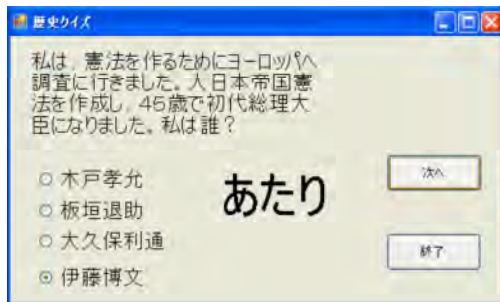 歴史クイズ
私は、憲法を作るためにヨーロッパへ
調査に行きました。大日本帝国憲
法を作成し、45歳で初代総理大
臣になりました。私は誰？
木戸孝允
板垣退助
大久保利通
伊藤博文
あたり
次へ
終了